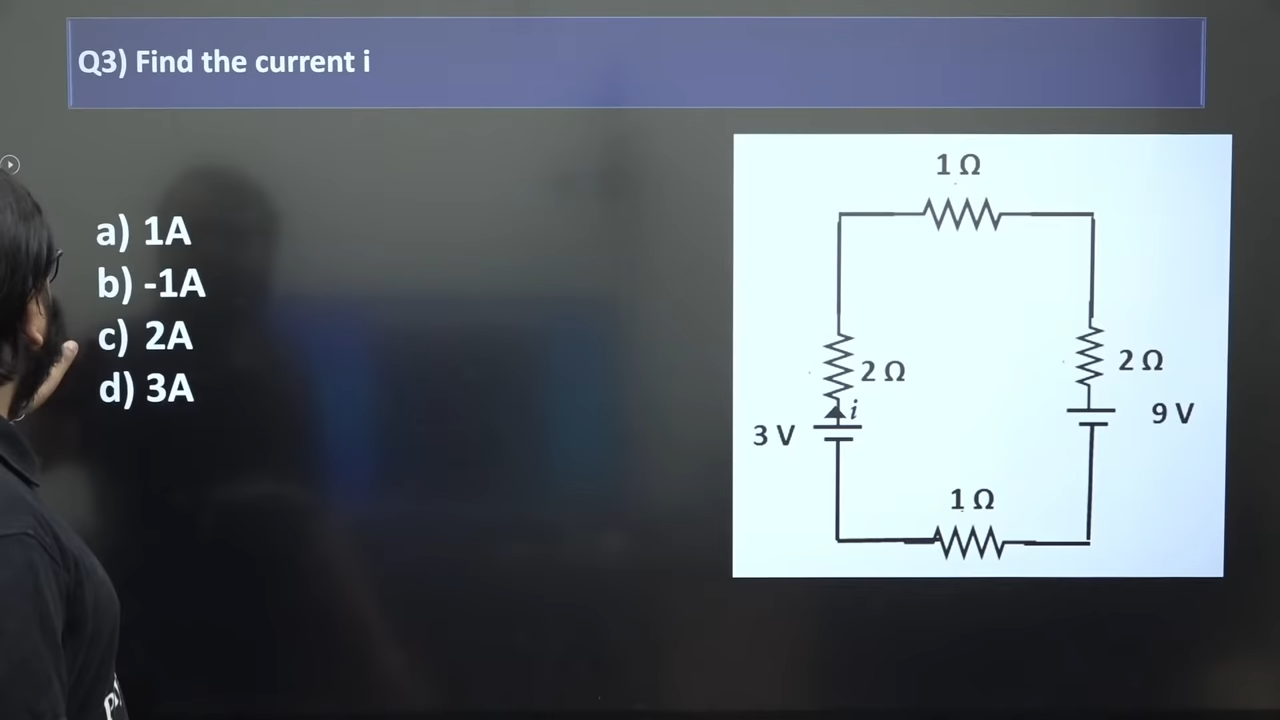 Q3) Find the current i
a) 1A
b) -1A
c) 2A
d) 3A
1 Ω
2 Ω
2 Ω
i
3 V
9 V
1 Ω